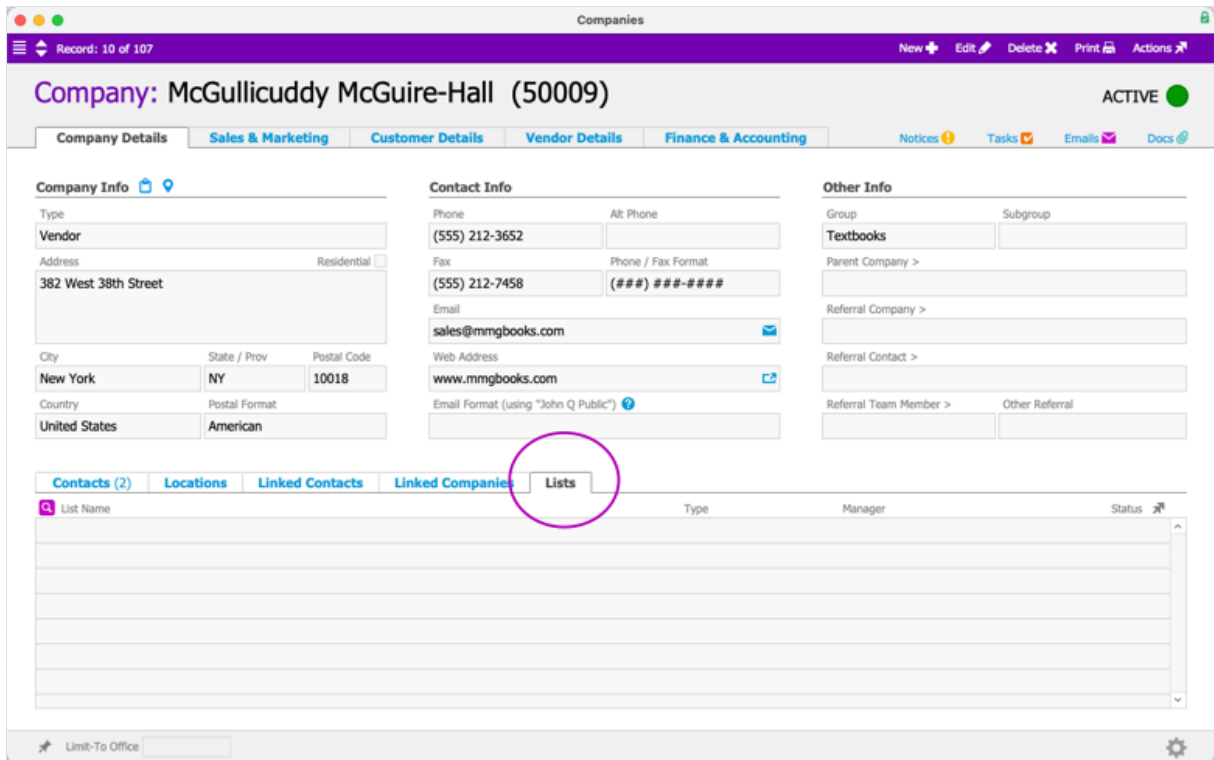 Companies
Record: 10 of 107 New Edit Delete Print Actions
Company: McGullicuddy McGuire-Hall (50009)
ACTIVE
Company Details Sales & Marketing Customer Details Vendor Details Finance & Accounting Notices Tasks Emails Docs
Company Info Contact Info Other Info
Type Phone Alt Phone Group Subgroup
Vendor (555) 212-3652 Textbooks
Address Residential Fax Phone / Fax Format Parent Company >
382 West 38th Street (555) 212-7458 (###) ###-####
Email Referral Company >
sales@mmgbooks.com
City State / Prov Postal Code Web Address Referral Contact >
New York NY 10018 www.mmgbooks.com
Country Postal Format Email Format (using "John Q Public") ? Referral Team Member > Other Referral
United States American
Contacts (2) Locations Linked Contacts Linked Companies Lists
List Name Type Manager Status
Limit-To Office